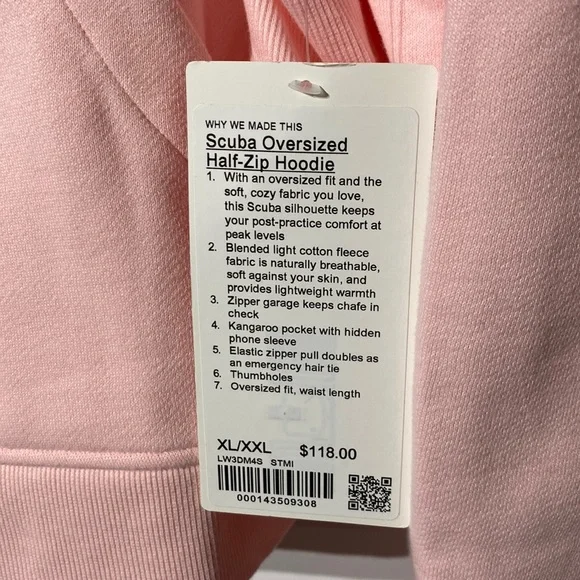 WHY WE MADE THIS
Scuba Oversized
Half-Zip Hoodie
1. With an oversized fit and the
soft, cozy fabric you love,
this Scuba silhouette keeps
your post-practice comfort at
peak levels
2. Blended light cotton fleece
fabric is naturally breathable,
soft against your skin, and
provides lightweight warmth
3. Zipper garage keeps chafe in
check
4. Kangaroo pocket with hidden
phone sleeve
5. Elastic zipper pull doubles as
an emergency hair tie
6. Thumbholes
7. Oversized fit, waist length
XL/XXL $118.00
LW3DM4S STMI
000143509308